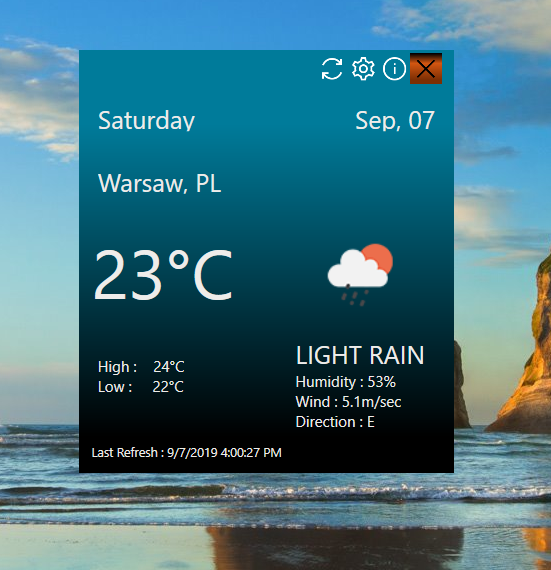 Saturday
Sep, 07
Warsaw, PL
23°C
High : 24°C
Low : 22°C
LIGHT RAIN
Humidity : 53%
Wind : 5.1m/sec
Direction : E
Last Refresh : 9/7/2019 4:00:27 PM